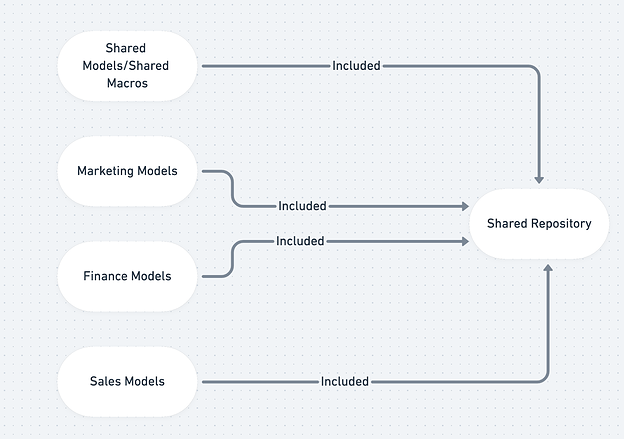 Shared
Models/Shared
Macros
Included
Marketing Models
Included
Shared Repository
Included
Finance Models
Sales Models
Included